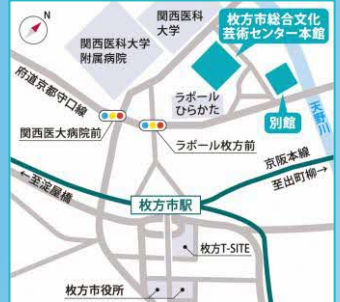 N
関西医科
大学
関西医科大学
附属病院
枚方市総合文化
芸術センター本館
府道京都守口線
ラポール
ひらかた
別館
天野川
関西医大病院前
ラポール枚方前
京阪本線
至出町柳→
←至淀屋橋
枚方市駅
枚方T-SITE
枚方市役所